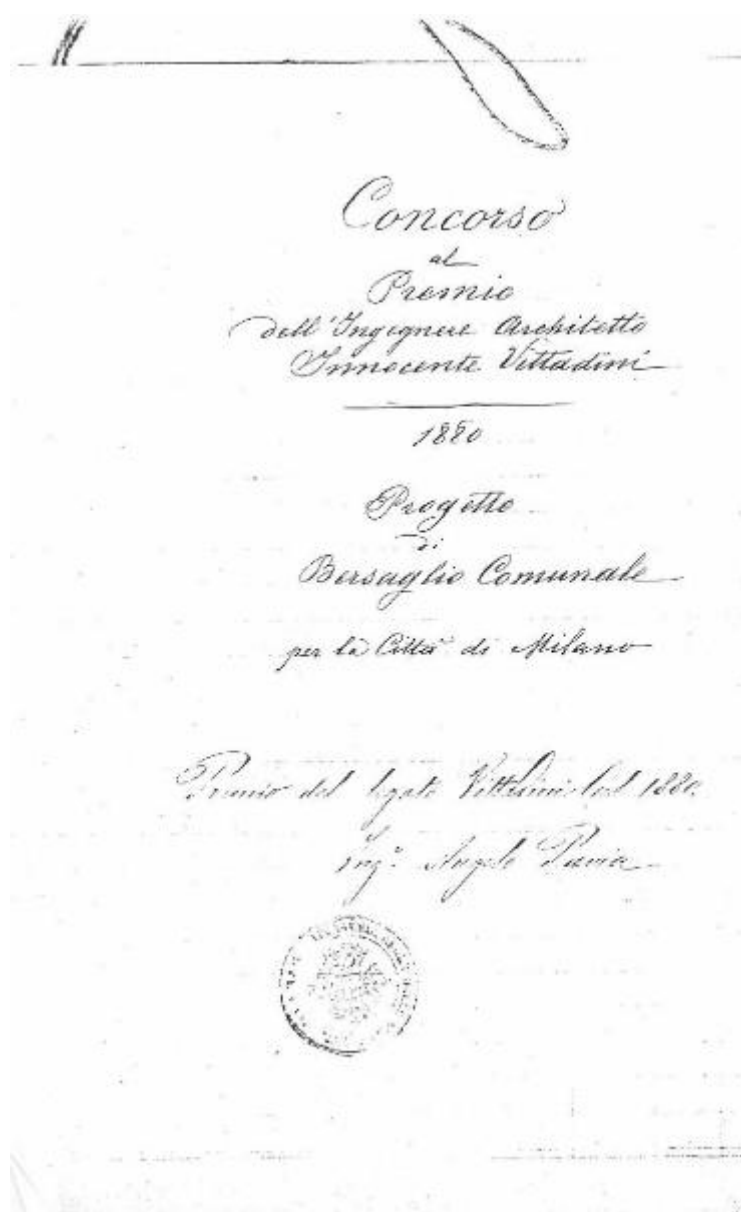 Concorso
al
Premio
dell'Ingegnere Architetto
Innocente Vittadini
1880
Progetto
di
Bersaglio Comunale
per la Città di Milano
Premio del legato Vittadini del 1880.
Ing.e Angelo Pavia